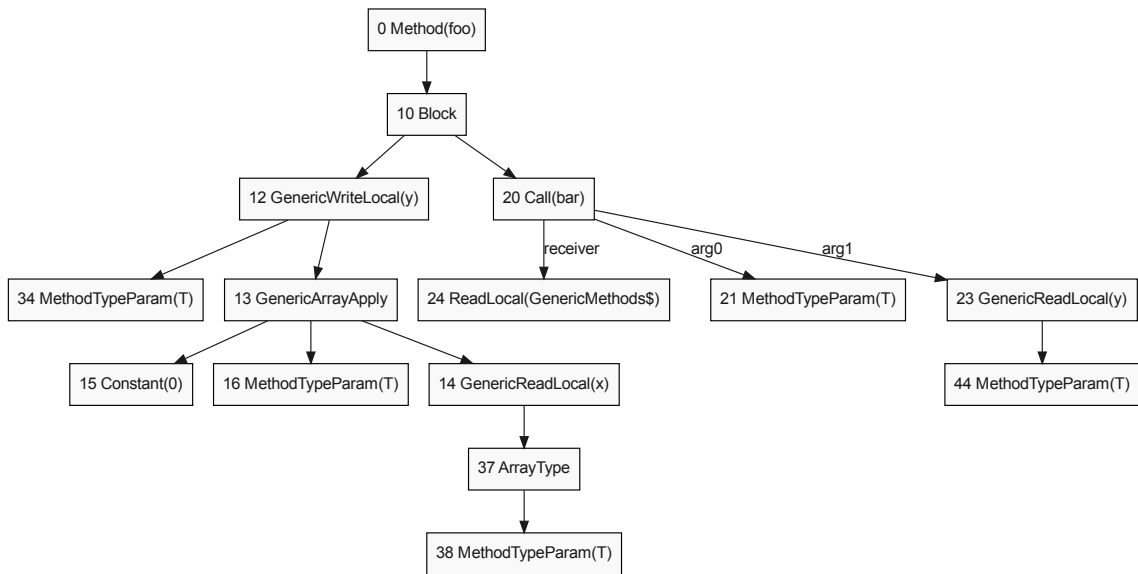 0 Method(foo)
10 Block
12 GenericWriteLocal(y)
20 Call(bar)
receiver
arg0
arg1
34 MethodTypeParam(T)
13 GenericArrayApply
24 ReadLocal(GenericMethods$)
21 MethodTypeParam(T)
23 GenericReadLocal(y)
15 Constant(0)
16 MethodTypeParam(T)
14 GenericReadLocal(x)
44 MethodTypeParam(T)
37 ArrayType
38 MethodTypeParam(T)